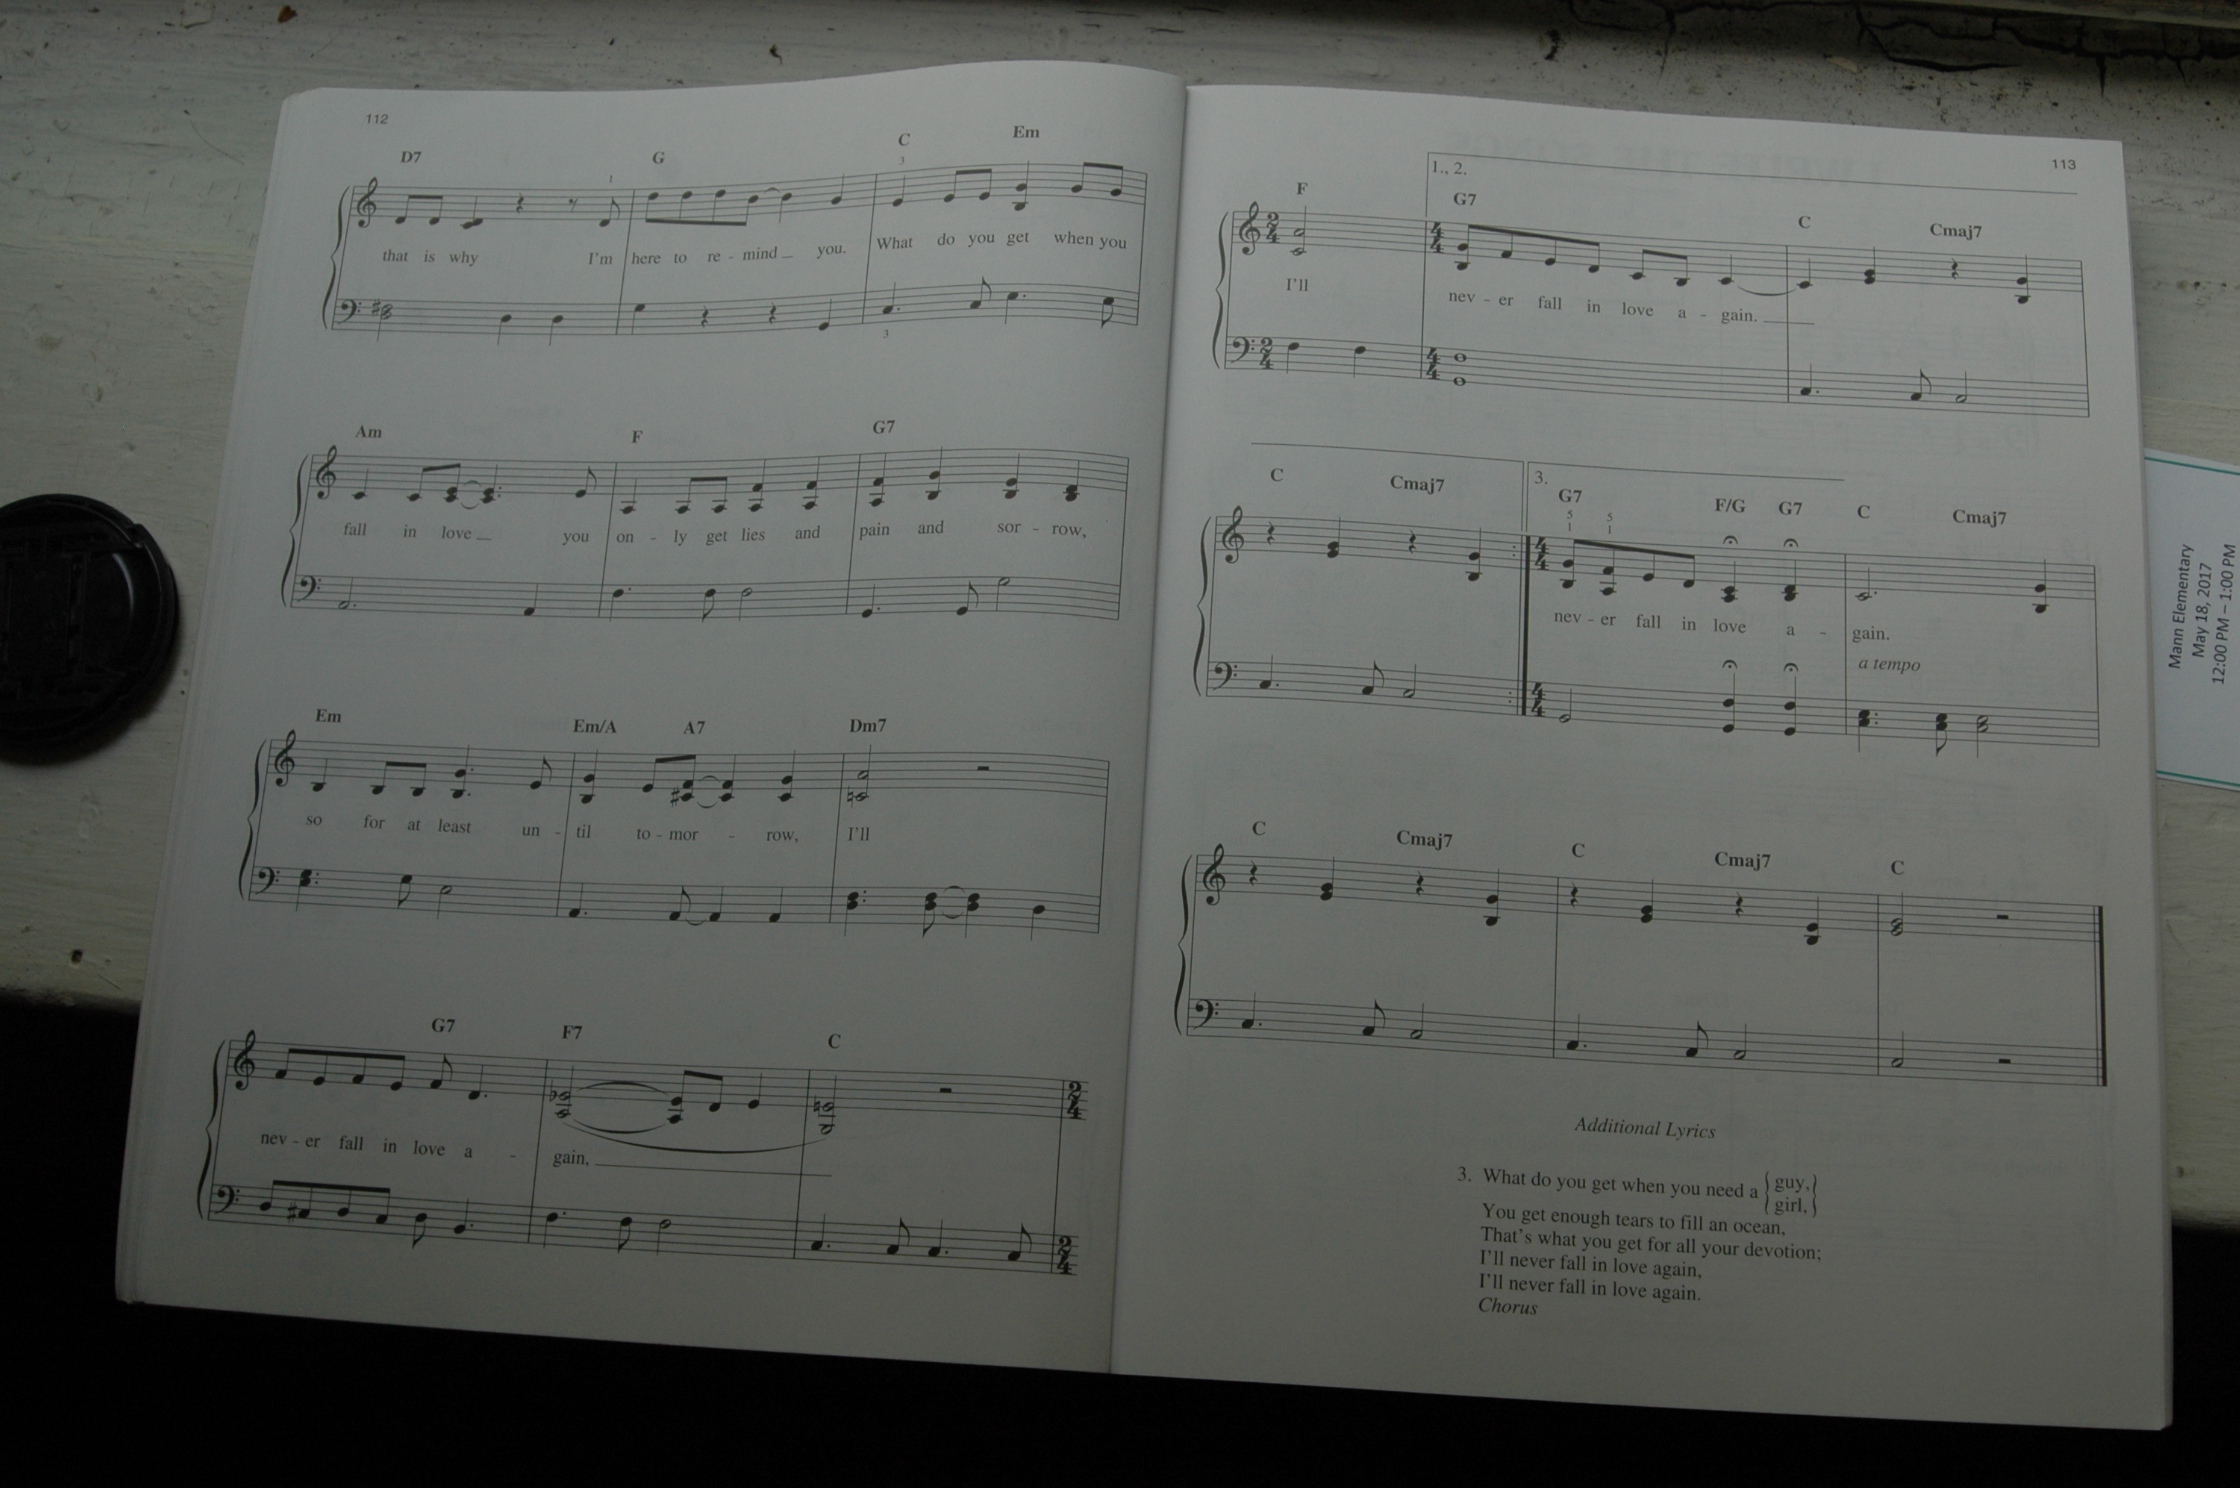 112
D7 G C Em
that is why I'm here to re - mind you. What do you get when you
Am F G7
fall in love you on - ly get lies and pain and sor - row,
Em Em/A A7 Dm7
so for at least un - til to - mor - row, I'll
G7 F7 C
nev - er fall in love a - gain,
113
1., 2.
F G7 C Cmaj7
I'll nev - er fall in love a - gain.
3.
C Cmaj7 G7 F/G G7 C Cmaj7
nev - er fall in love a - gain.
a tempo
C Cmaj7 C Cmaj7 C
Additional Lyrics
3. What do you get when you need a { guy, girl, }
You get enough tears to fill an ocean,
That's what you get for all your devotion;
I'll never fall in love again,
I'll never fall in love again.
Chorus
Mann Elementary
May 18, 2017
12:00 PM – 1:00 PM